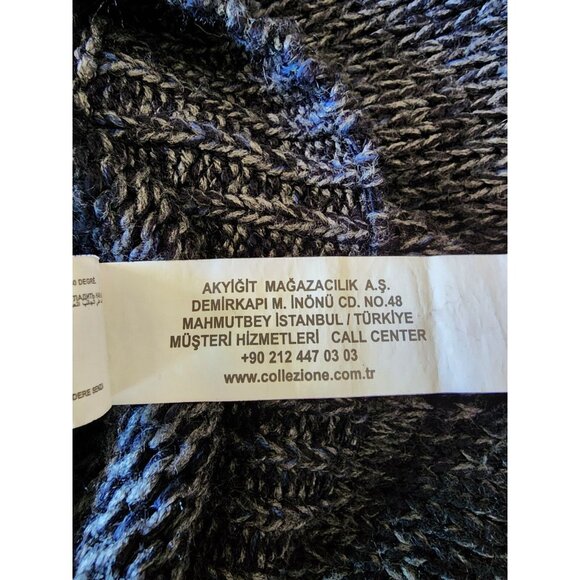 AKYİĞİT MAĞAZACILIK A.Ş.
DEMİRKAPI M. İNÖNÜ CD. NO.48
MAHMUTBEY İSTANBUL / TÜRKİYE
MÜŞTERİ HİZMETLERİ CALL CENTER
+90 212 447 03 03
www.collezione.com.tr
DEGRE.